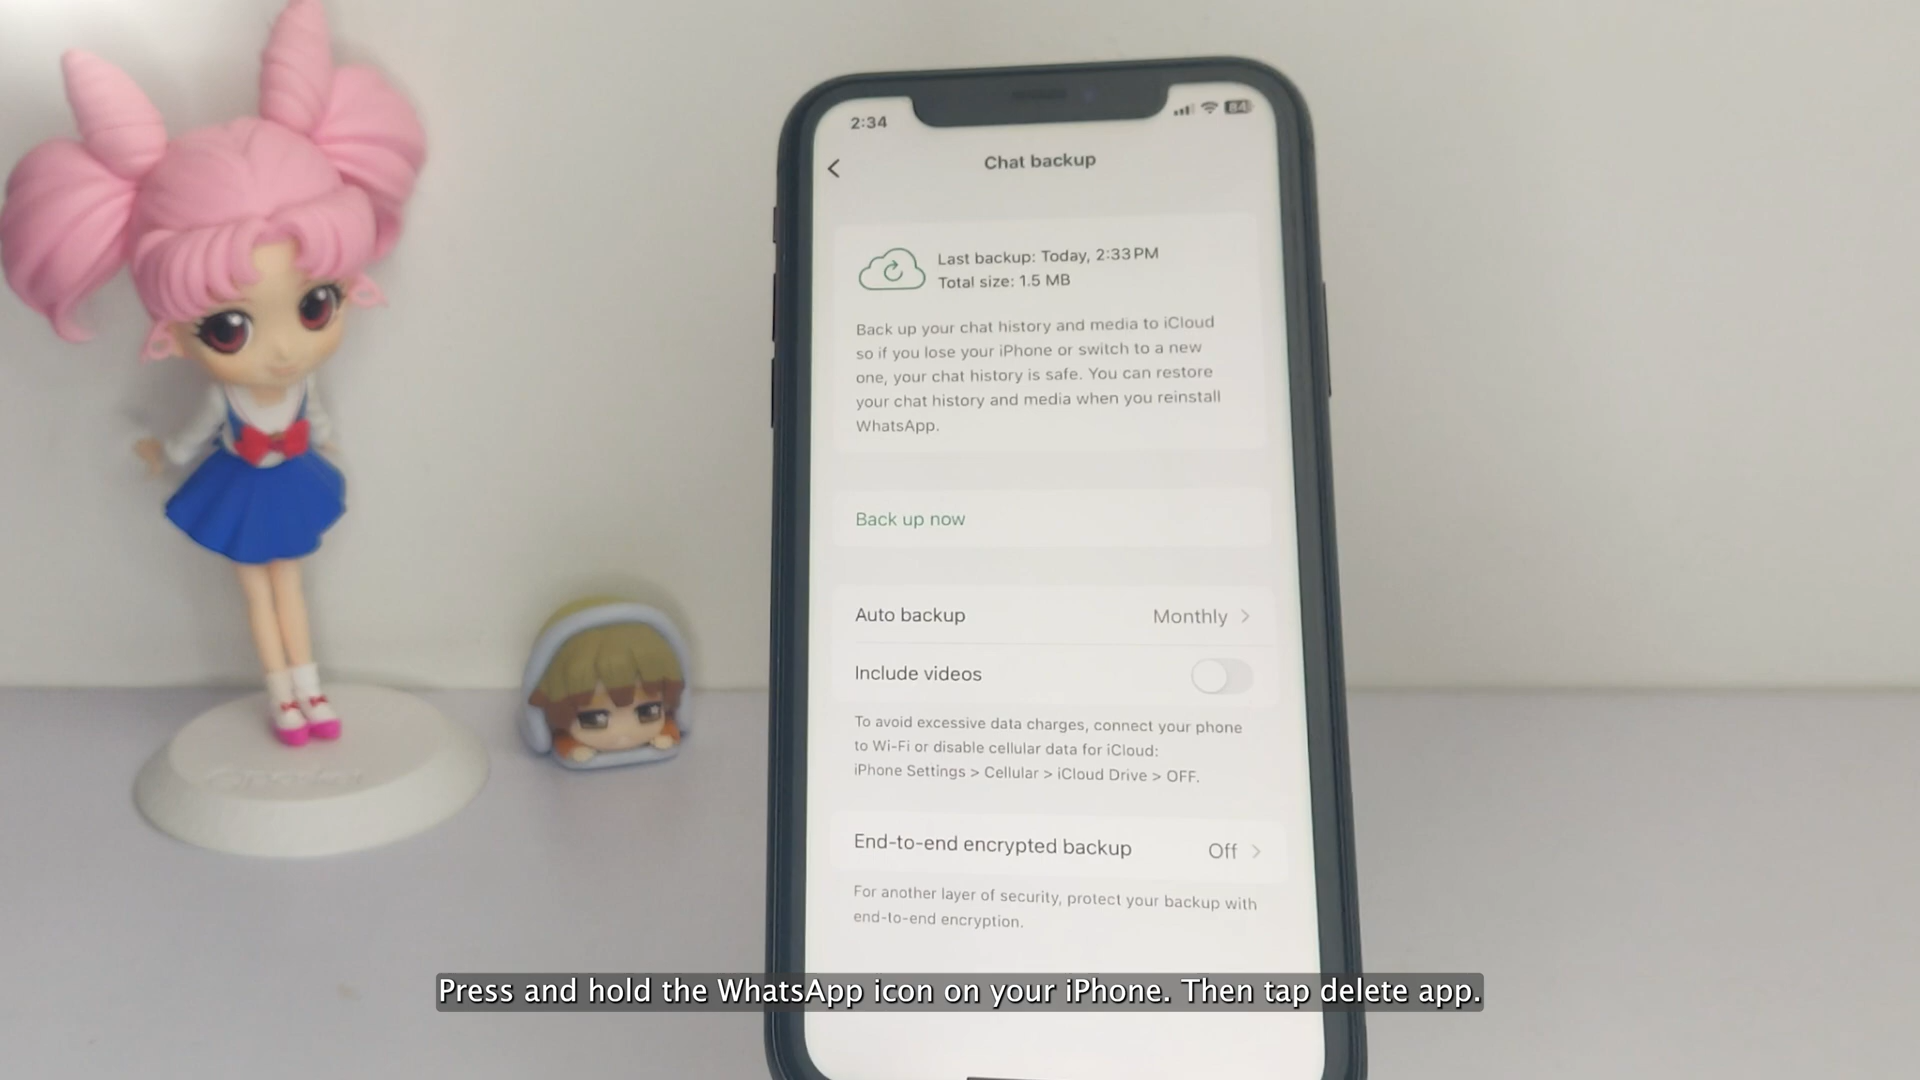 2:34
84
Chat backup
Last backup: Today, 2:33 PM
Total size: 1.5 MB
Back up your chat history and media to iCloud
so if you lose your iPhone or switch to a new
one, your chat history is safe. You can restore
your chat history and media when you reinstall
WhatsApp.
Back up now
Auto backup Monthly
Include videos
To avoid excessive data charges, connect your phone
to Wi-Fi or disable cellular data for iCloud:
iPhone Settings > Cellular > iCloud Drive > OFF.
End-to-end encrypted backup Off
For another layer of security, protect your backup with
end-to-end encryption.
Press and hold the WhatsApp icon on your iPhone. Then tap delete app.